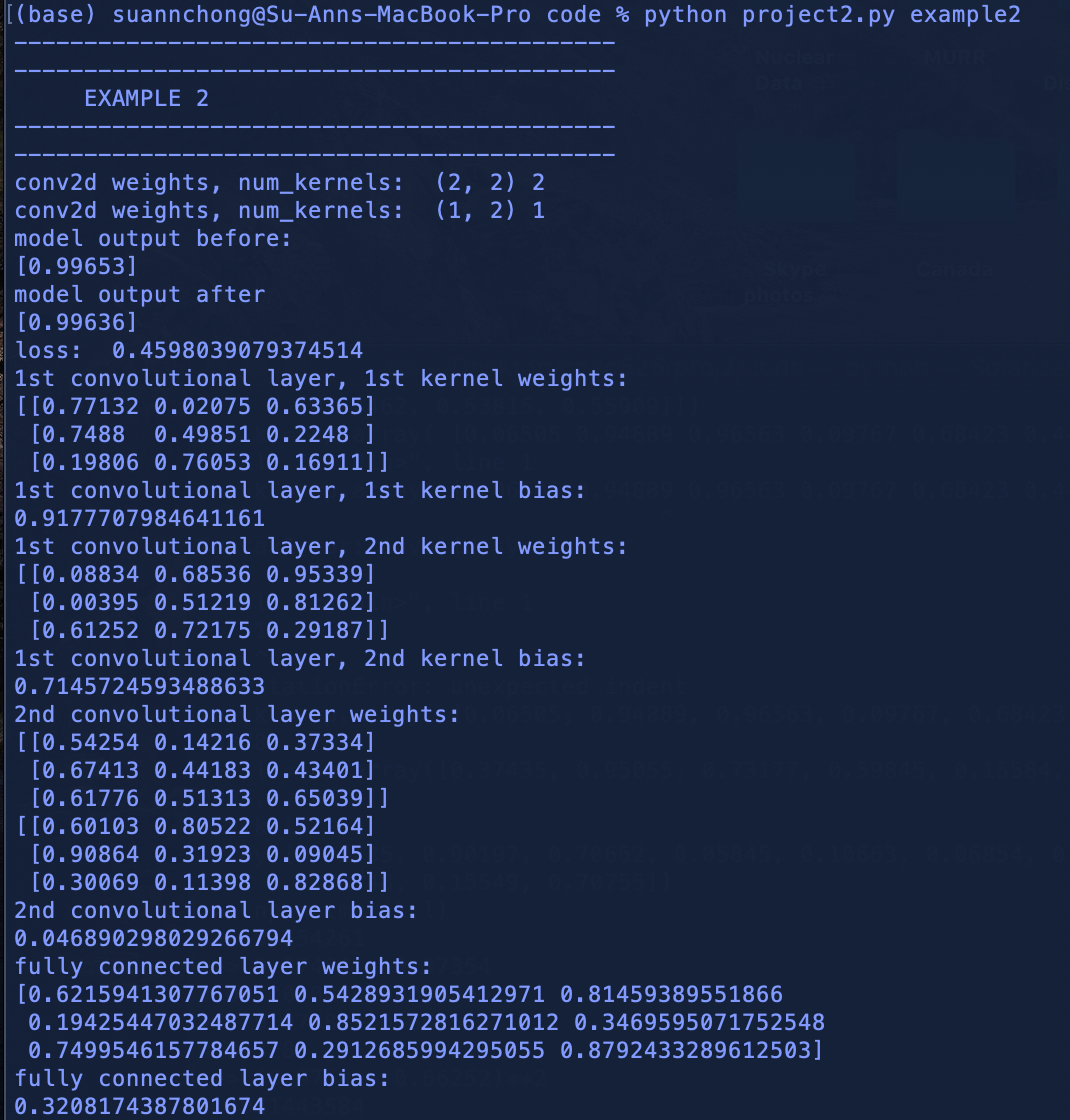 [(base) suannchong@Su-Anns-MacBook-Pro code % python project2.py example2
-------------------------------------------
-------------------------------------------
     EXAMPLE 2
-------------------------------------------
-------------------------------------------
conv2d weights, num_kernels:  (2, 2) 2
conv2d weights, num_kernels:  (1, 2) 1
model output before:
[0.99653]
model output after
[0.99636]
loss:  0.4598039079374514
1st convolutional layer, 1st kernel weights:
[[0.77132 0.02075 0.63365]
 [0.7488  0.49851 0.2248 ]
 [0.19806 0.76053 0.16911]]
1st convolutional layer, 1st kernel bias:
0.9177707984641161
1st convolutional layer, 2nd kernel weights:
[[0.08834 0.68536 0.95339]
 [0.00395 0.51219 0.81262]
 [0.61252 0.72175 0.29187]]
1st convolutional layer, 2nd kernel bias:
0.7145724593488633
2nd convolutional layer weights:
[[0.54254 0.14216 0.37334]
 [0.67413 0.44183 0.43401]
 [0.61776 0.51313 0.65039]]
[[0.60103 0.80522 0.52164]
 [0.90864 0.31923 0.09045]
 [0.30069 0.11398 0.82868]]
2nd convolutional layer bias:
0.046890298029266794
fully connected layer weights:
[0.6215941307767051 0.5428931905412971 0.81459389551866
 0.19425447032487714 0.8521572816271012 0.3469595071752548
 0.7499546157784657 0.2912685994295055 0.8792433289612503]
fully connected layer bias:
0.3208174387801674